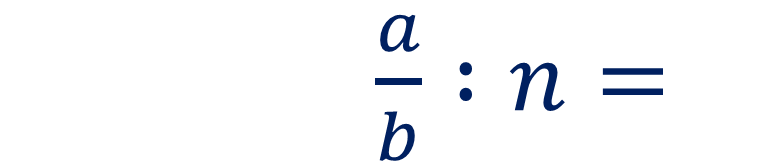 a/b : n =